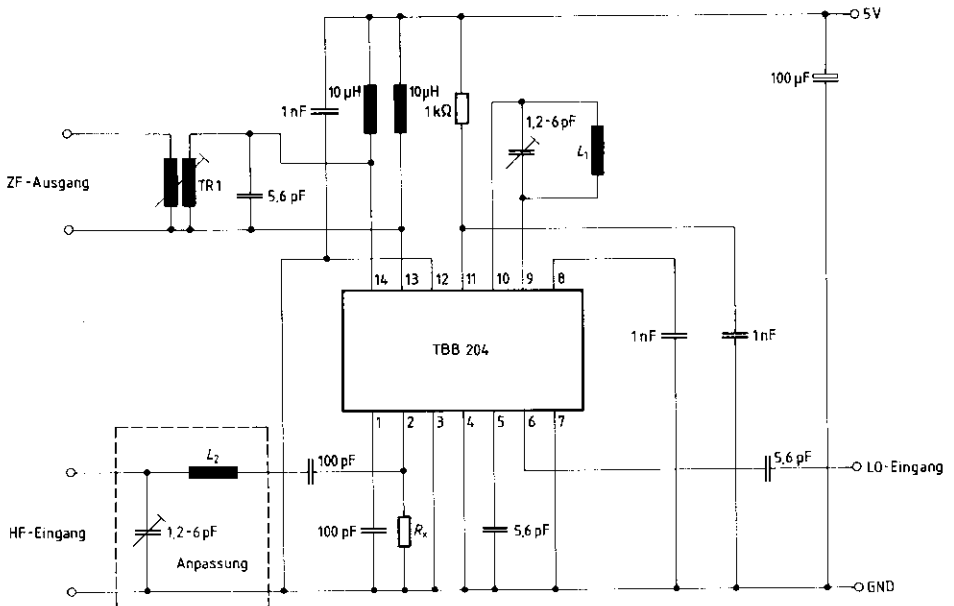 5V
100 µF
10 µH
10 µH
1 nF
1 kΩ
1,2-6 pF
L₁
ZF-Ausgang
TR1
5,6 pF
14
13
12
11
10
9
8
1 nF
1 nF
TBB 204
1
2
3
4
5
6
7
L₂
100 pF
5,6 pF
LO-Eingang
HF-Eingang
1,2-6 pF
100 pF
Rₓ
5,6 pF
Anpassung
GND